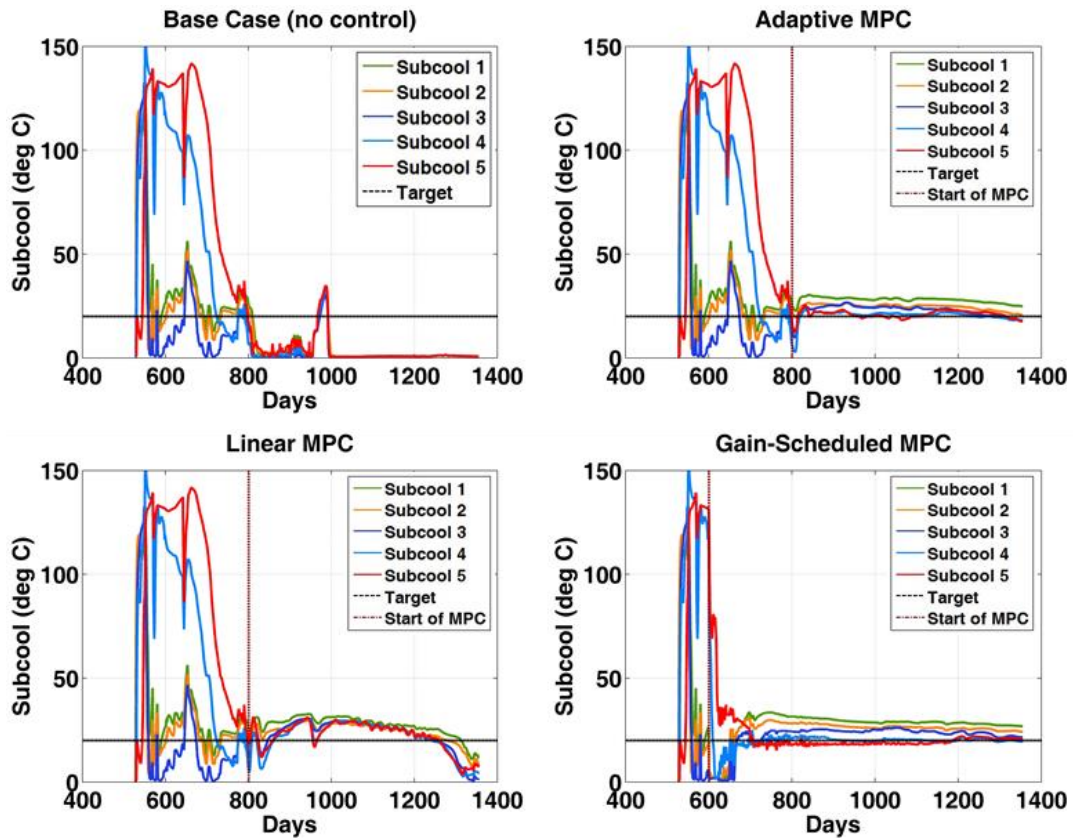 Base Case (no control)
150
100
50
0
Subcool (deg C)
400 600 800 1000 1200 1400
Days
Subcool 1
Subcool 2
Subcool 3
Subcool 4
Subcool 5
Target
Adaptive MPC
150
100
50
0
Subcool (deg C)
400 600 800 1000 1200 1400
Days
Subcool 1
Subcool 2
Subcool 3
Subcool 4
Subcool 5
Target
Start of MPC
Linear MPC
150
100
50
0
Subcool (deg C)
400 600 800 1000 1200 1400
Days
Subcool 1
Subcool 2
Subcool 3
Subcool 4
Subcool 5
Target
Start of MPC
Gain-Scheduled MPC
150
100
50
0
Subcool (deg C)
400 600 800 1000 1200 1400
Days
Subcool 1
Subcool 2
Subcool 3
Subcool 4
Subcool 5
Target
Start of MPC